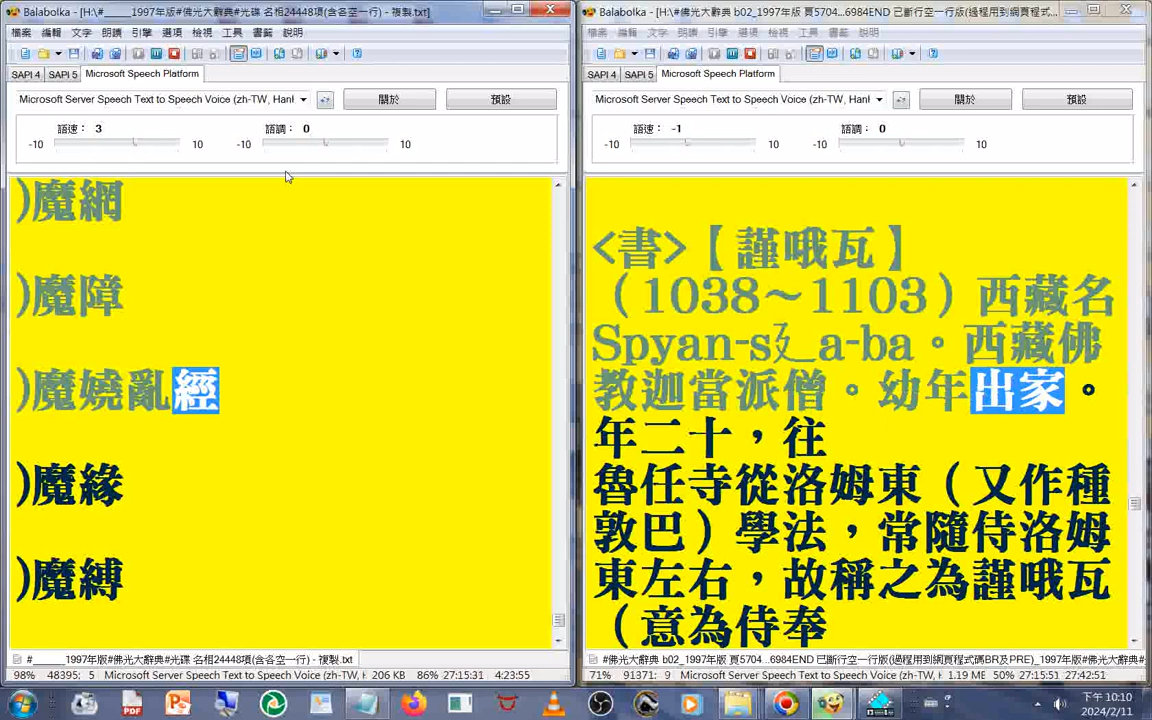 Balabolka - [H:\#_____1997年版#佛光大辭典#光碟 名相24448項(含各空一行) - 複製.txt]
檔案 編輯 文字 朗讀 引擎 選項 檢視 工具 書籤 說明
SAPI 4 SAPI 5 Microsoft Speech Platform
Microsoft Server Speech Text to Speech Voice (zh-TW, Hanl
關於 預設
語速： 3 語調： 0
-10 10 -10 10
)魔網
)魔障
)魔嬈亂經
)魔緣
)魔縛
#_____1997年版#佛光大辭典#光碟 名相24448項(含各空一行) - 複製.txt
98% 48395: 5 Microsoft Server Speech Text to Speech Voice (zh-TW, H 206 KB 86% 27:15:31 4:23:55
Balabolka - [H:\#佛光大辭典 b02_1997年版 頁5704...6984END 已斷行空一行版(過程用到網頁程式...
檔案 編輯 文字 朗讀 引擎 選項 檢視 工具 書籤 說明
SAPI 4 SAPI 5 Microsoft Speech Platform
Microsoft Server Speech Text to Speech Voice (zh-TW, Hanl
關於 預設
語速： -1 語調： 0
-10 10 -10 10
<書>【謹哦瓦】
（1038～1103）西藏名
Spyan-s廴_a-ba。西藏佛
教迦當派僧。幼年出家。
年二十，往
魯任寺從洛姆東（又作種
敦巴）學法，常隨侍洛姆
東左右，故稱之為謹哦瓦
（意為侍奉
#佛光大辭典 b02_1997年版 頁5704...6984END 已斷行空一行版(過程用到網頁程式碼BR及PRE)_1997年版#佛光大辭典#
71% 91371: 9 Microsoft Server Speech Text to Speech Voice (zh-TW, H 1.19 ME 50% 27:15:51 27:42:51
下午 10:10
2024/2/11